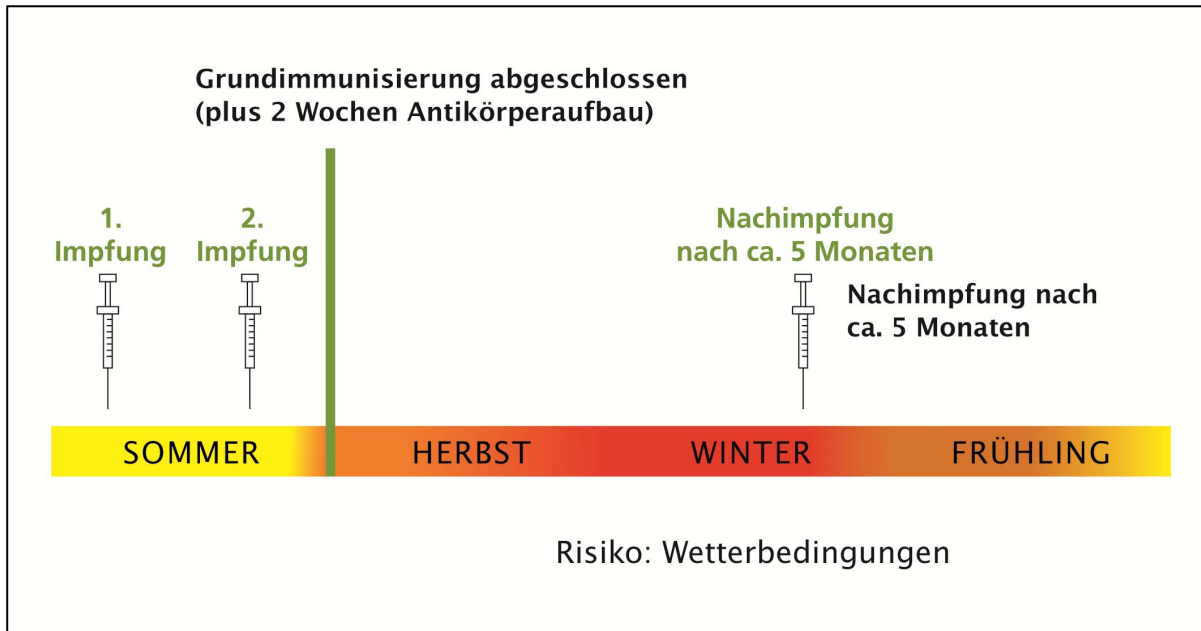 Grundimmunisierung abgeschlossen
(plus 2 Wochen Antikörperaufbau)
1.
Impfung
2.
Impfung
Nachimpfung
nach ca. 5 Monaten
Nachimpfung nach
ca. 5 Monaten
SOMMER
HERBST
WINTER
FRÜHLING
Risiko: Wetterbedingungen